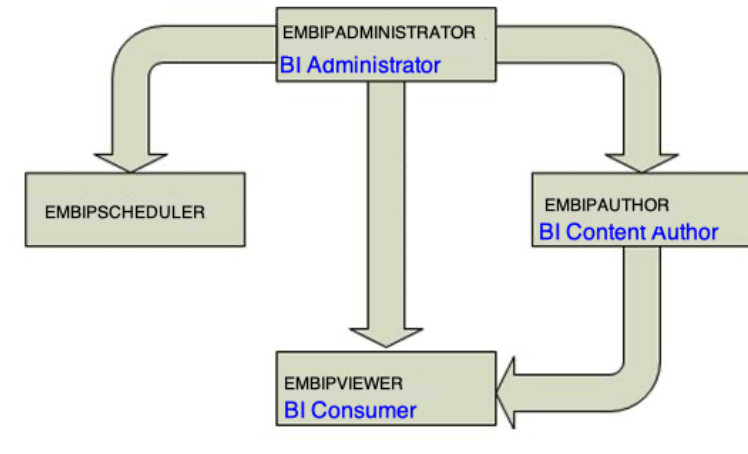 EMBIPADMINISTRATOR
BI Administrator
EMBIPSCHEDULER
EMBIPAUTHOR
BI Content Author
EMBIPVIEWER
BI Consumer